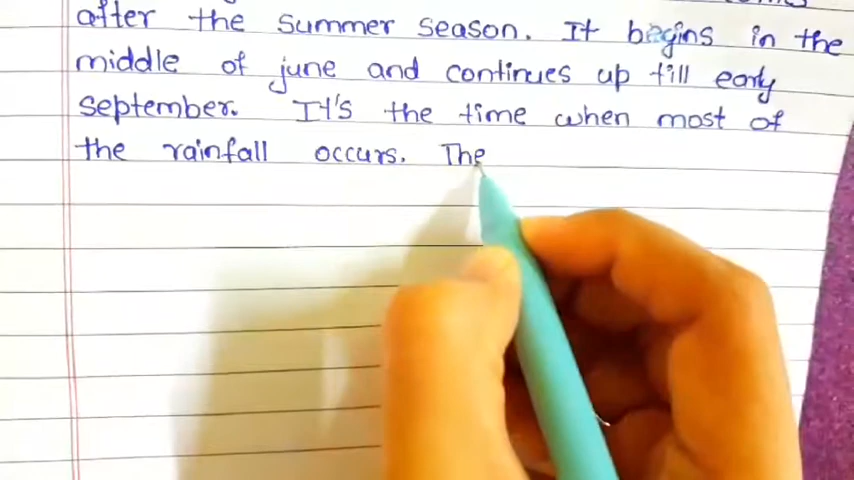 after the summer season. It begins in the
middle of june and continues up till early
september. It's the time when most of
the rainfall occurs. The